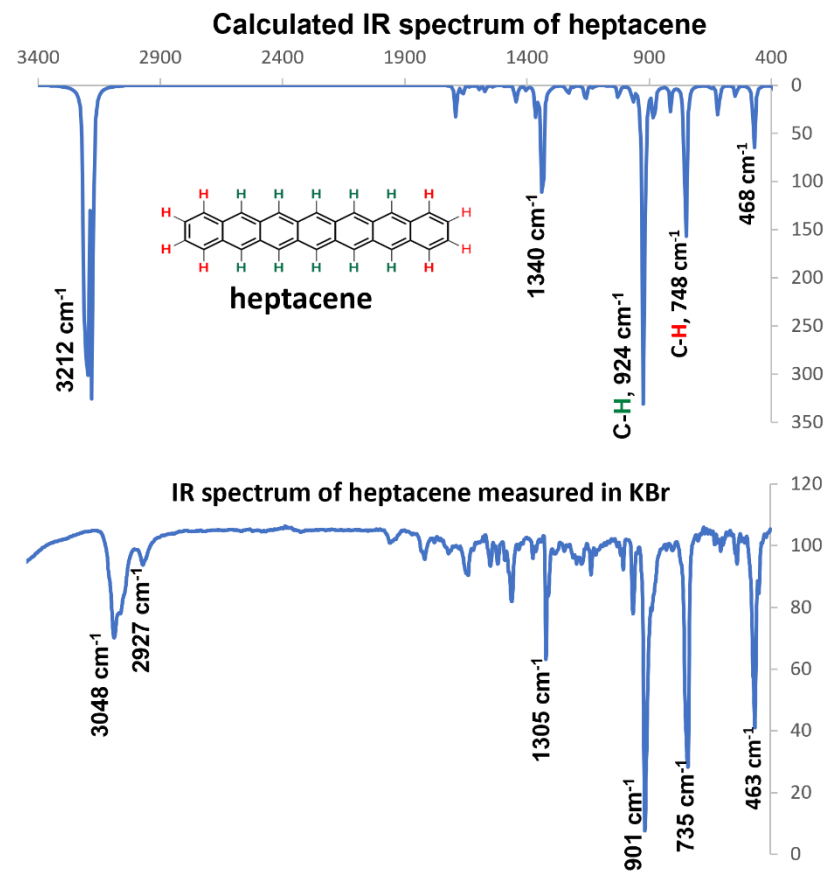 Calculated IR spectrum of heptacene
3400 2900 2400 1900 1400 900 400
0
50
100
150
200
250
300
350
H H H H H H H
H H
H H
H H H H H H H
heptacene
3212 cm-1
1340 cm-1
C-H, 924 cm-1
C-H, 748 cm-1
468 cm-1
IR spectrum of heptacene measured in KBr
120
100
80
60
40
20
0
3048 cm-1
2927 cm-1
1305 cm-1
901 cm-1
735 cm-1
463 cm-1